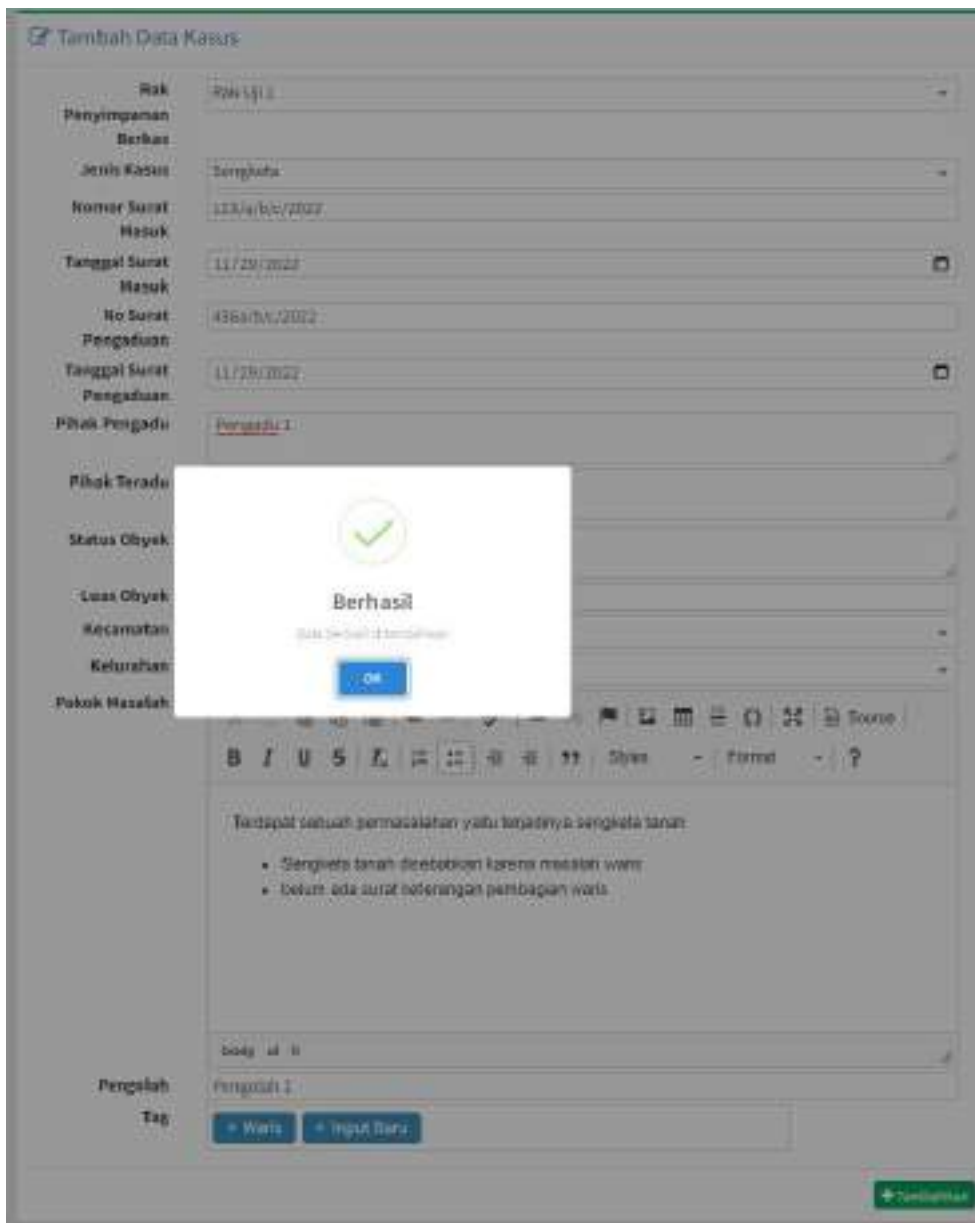 Tambah Data Kasus
Rak
Penyimpanan
Berkas
Jenis Kasus
Sengketa
Nomor Surat
Masuk
123/a/b/c/2022
Tanggal Surat
Masuk
11/29/2022
No Surat
Pengaduan
Tanggal Surat
Pengaduan
11/29/2022
Pihak Pengadu
Pengadu 1
Pihak Teradu
Status Obyek
Luas Obyek
Kecamatan
Kelurahan
Pokok Masalah
Berhasil
OK
Source
B I U S Styles Format ?
Terdapat sebuah permasalahan yaitu terjadinya sengketa tanah
Sengketa tanah disebabkan karena masalah waris
belum ada surat keterangan pembagian waris
body ul li
Pengolah
Pengolah 1
Tag
Waris
Input Baru
+ Tambahkan